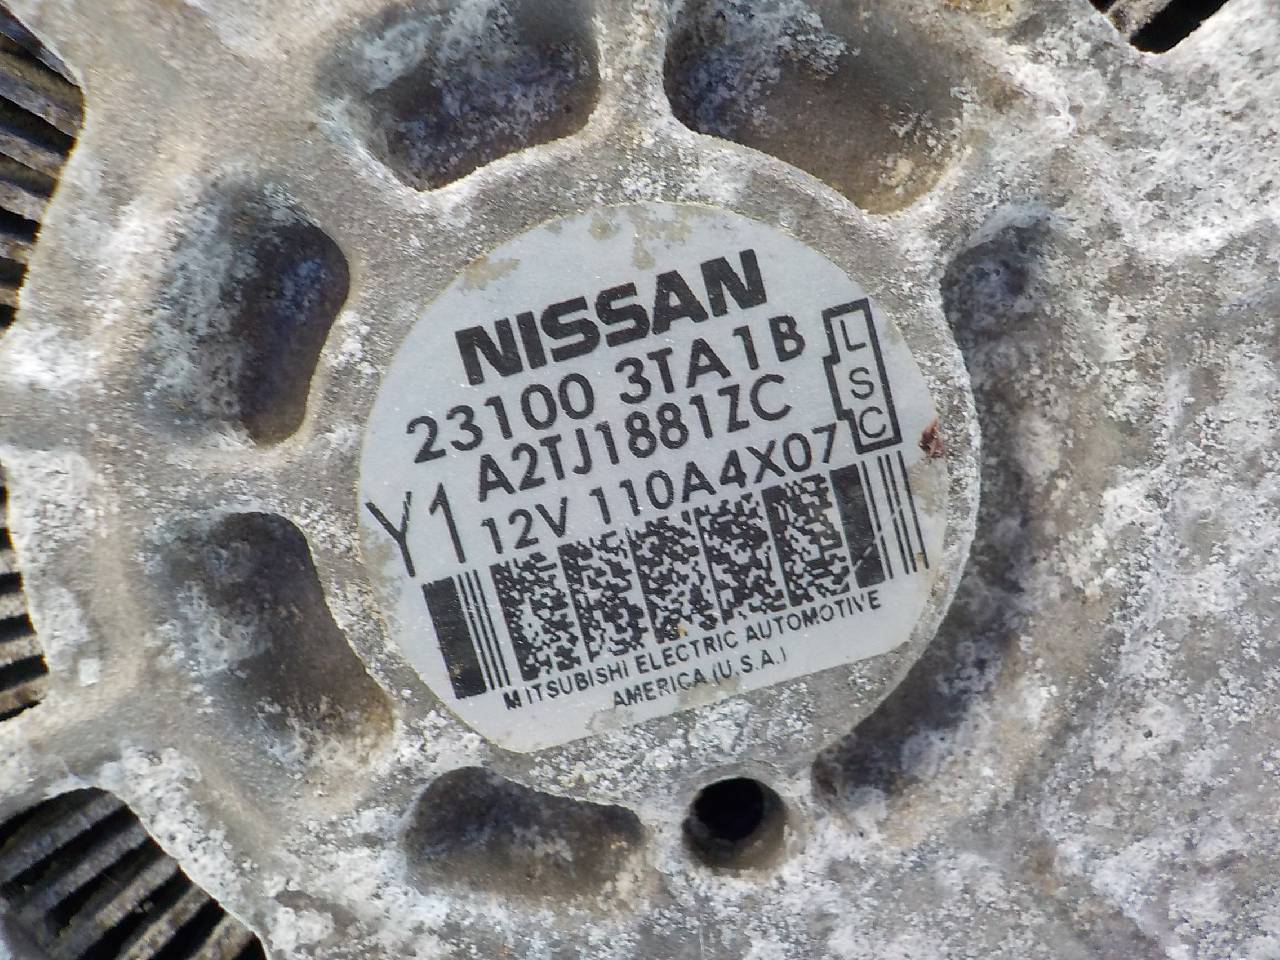 NISSAN
23100 3TA1B
A2TJ1881ZC
Y1 12V 110A4X07
L
S
C
MITSUBISHI ELECTRIC AUTOMOTIVE
AMERICA (U.S.A.)